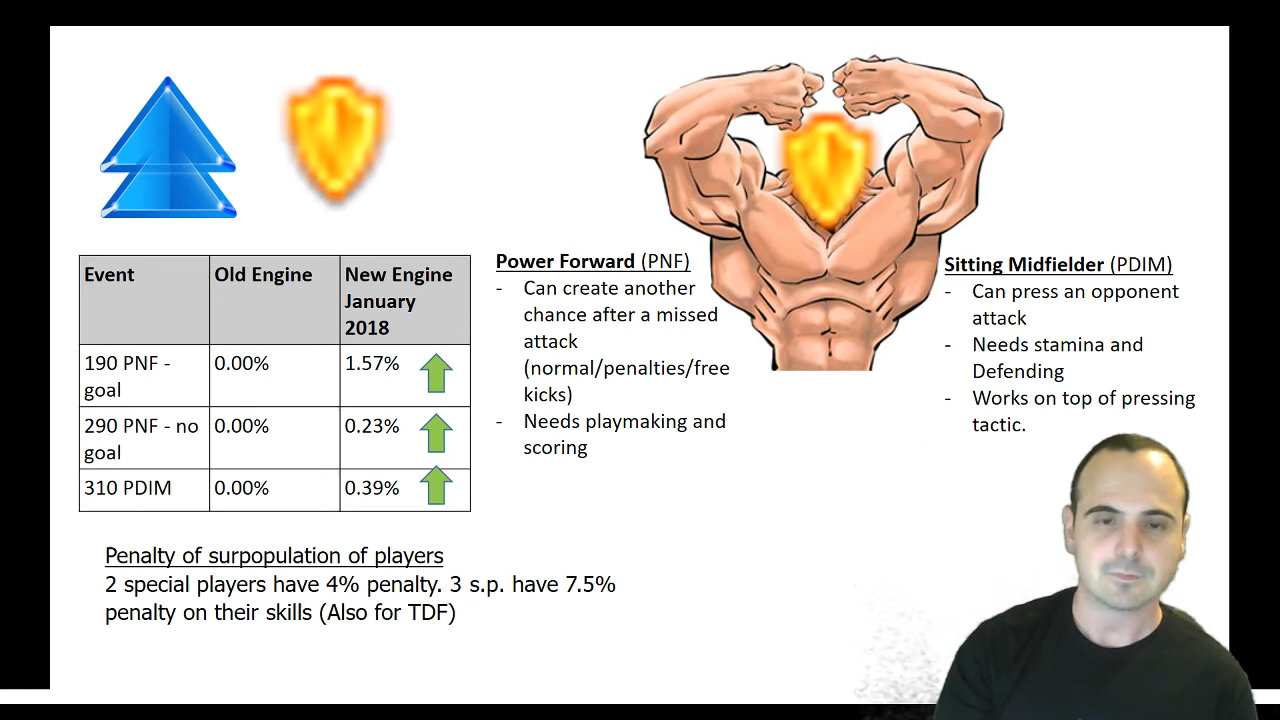 Event Old Engine New Engine
January
2018
190 PNF - 0.00% 1.57%
goal
290 PNF - no 0.00% 0.23%
goal
310 PDIM 0.00% 0.39%
Power Forward (PNF)
- Can create another
chance after a missed
attack
(normal/penalties/free
kicks)
- Needs playmaking and
scoring
Sitting Midfielder (PDIM)
- Can press an opponent
attack
- Needs stamina and
Defending
- Works on top of pressing
tactic.
Penalty of surpopulation of players
2 special players have 4% penalty. 3 s.p. have 7.5%
penalty on their skills (Also for TDF)